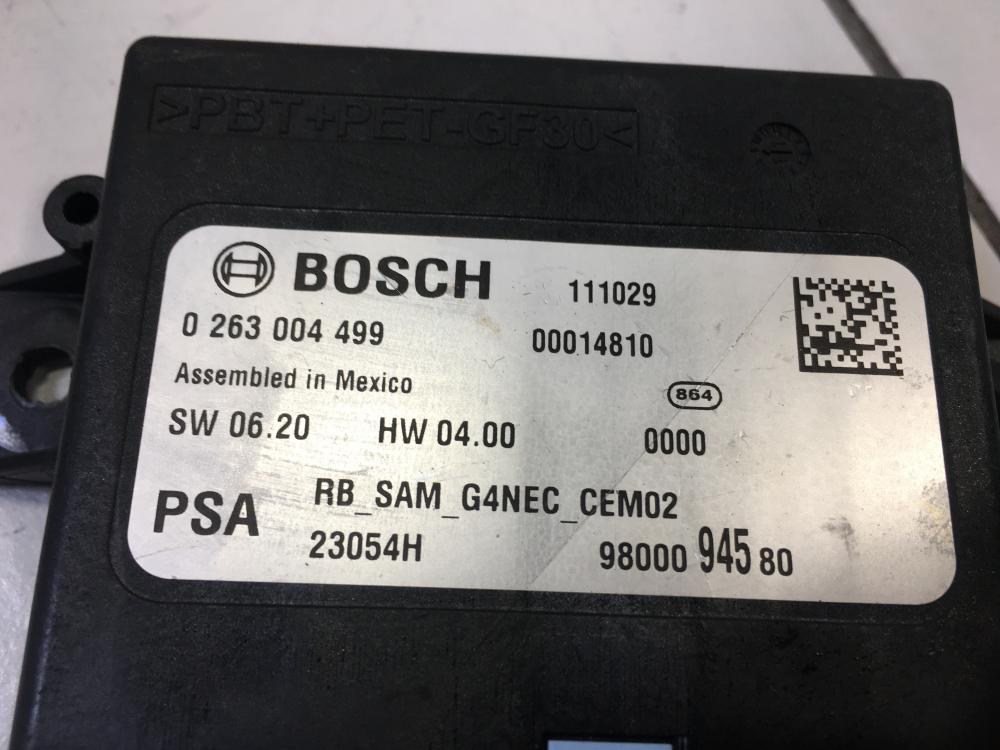 >PBT+PET-GF30<
BOSCH 111029
0 263 004 499 00014810
Assembled in Mexico
864
SW 06.20 HW 04.00 0000
PSA RB_SAM_G4NEC_CEM02
23054H 98000 945 80